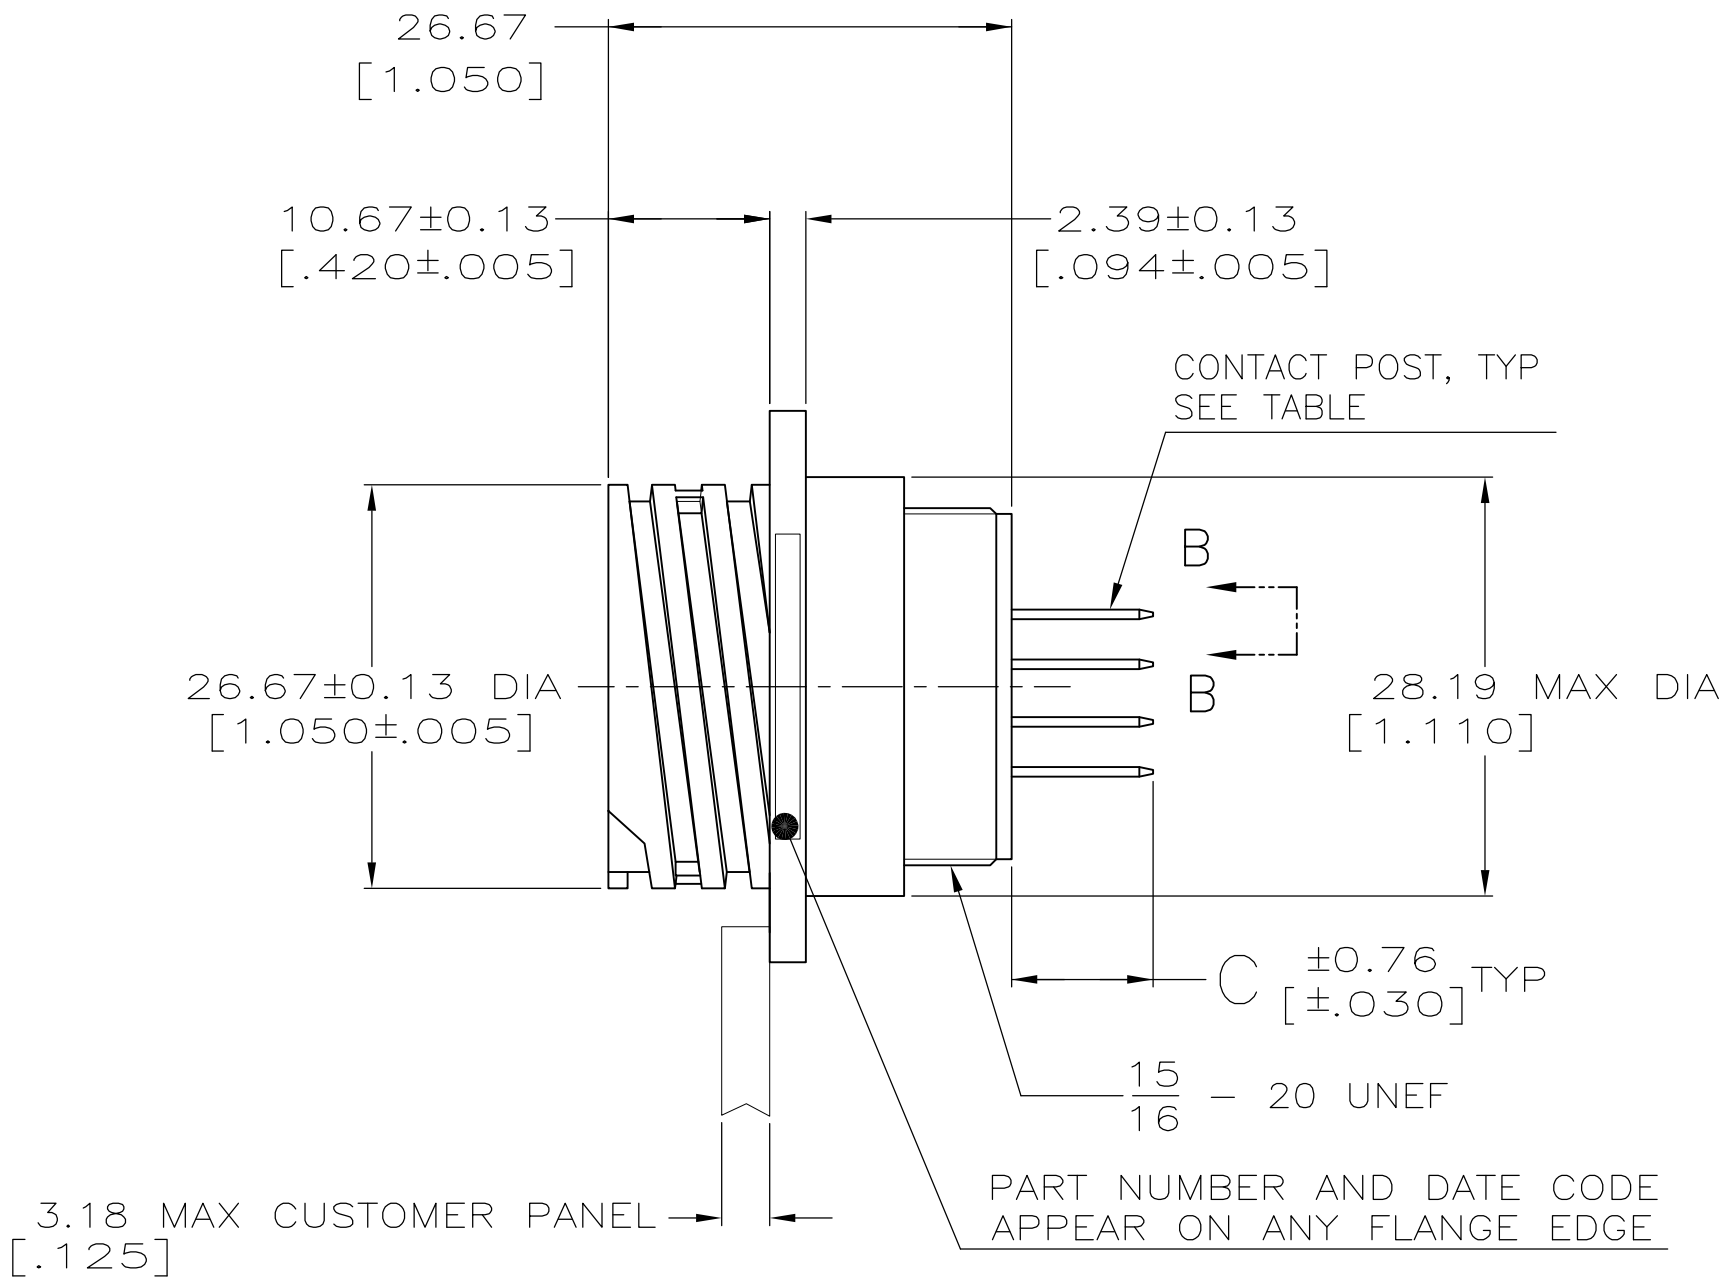 26.67
[1.050]
10.67±0.13
[.420±.005]
2.39±0.13
[.094±.005]
CONTACT POST, TYP
SEE TABLE
B
B
26.67±0.13 DIA
[1.050±.005]
28.19 MAX DIA
[1.110]
C ±0.76 TYP
[±.030]
15
16 - 20 UNEF
PART NUMBER AND DATE CODE
APPEAR ON ANY FLANGE EDGE
3.18 MAX CUSTOMER PANEL
[.125]